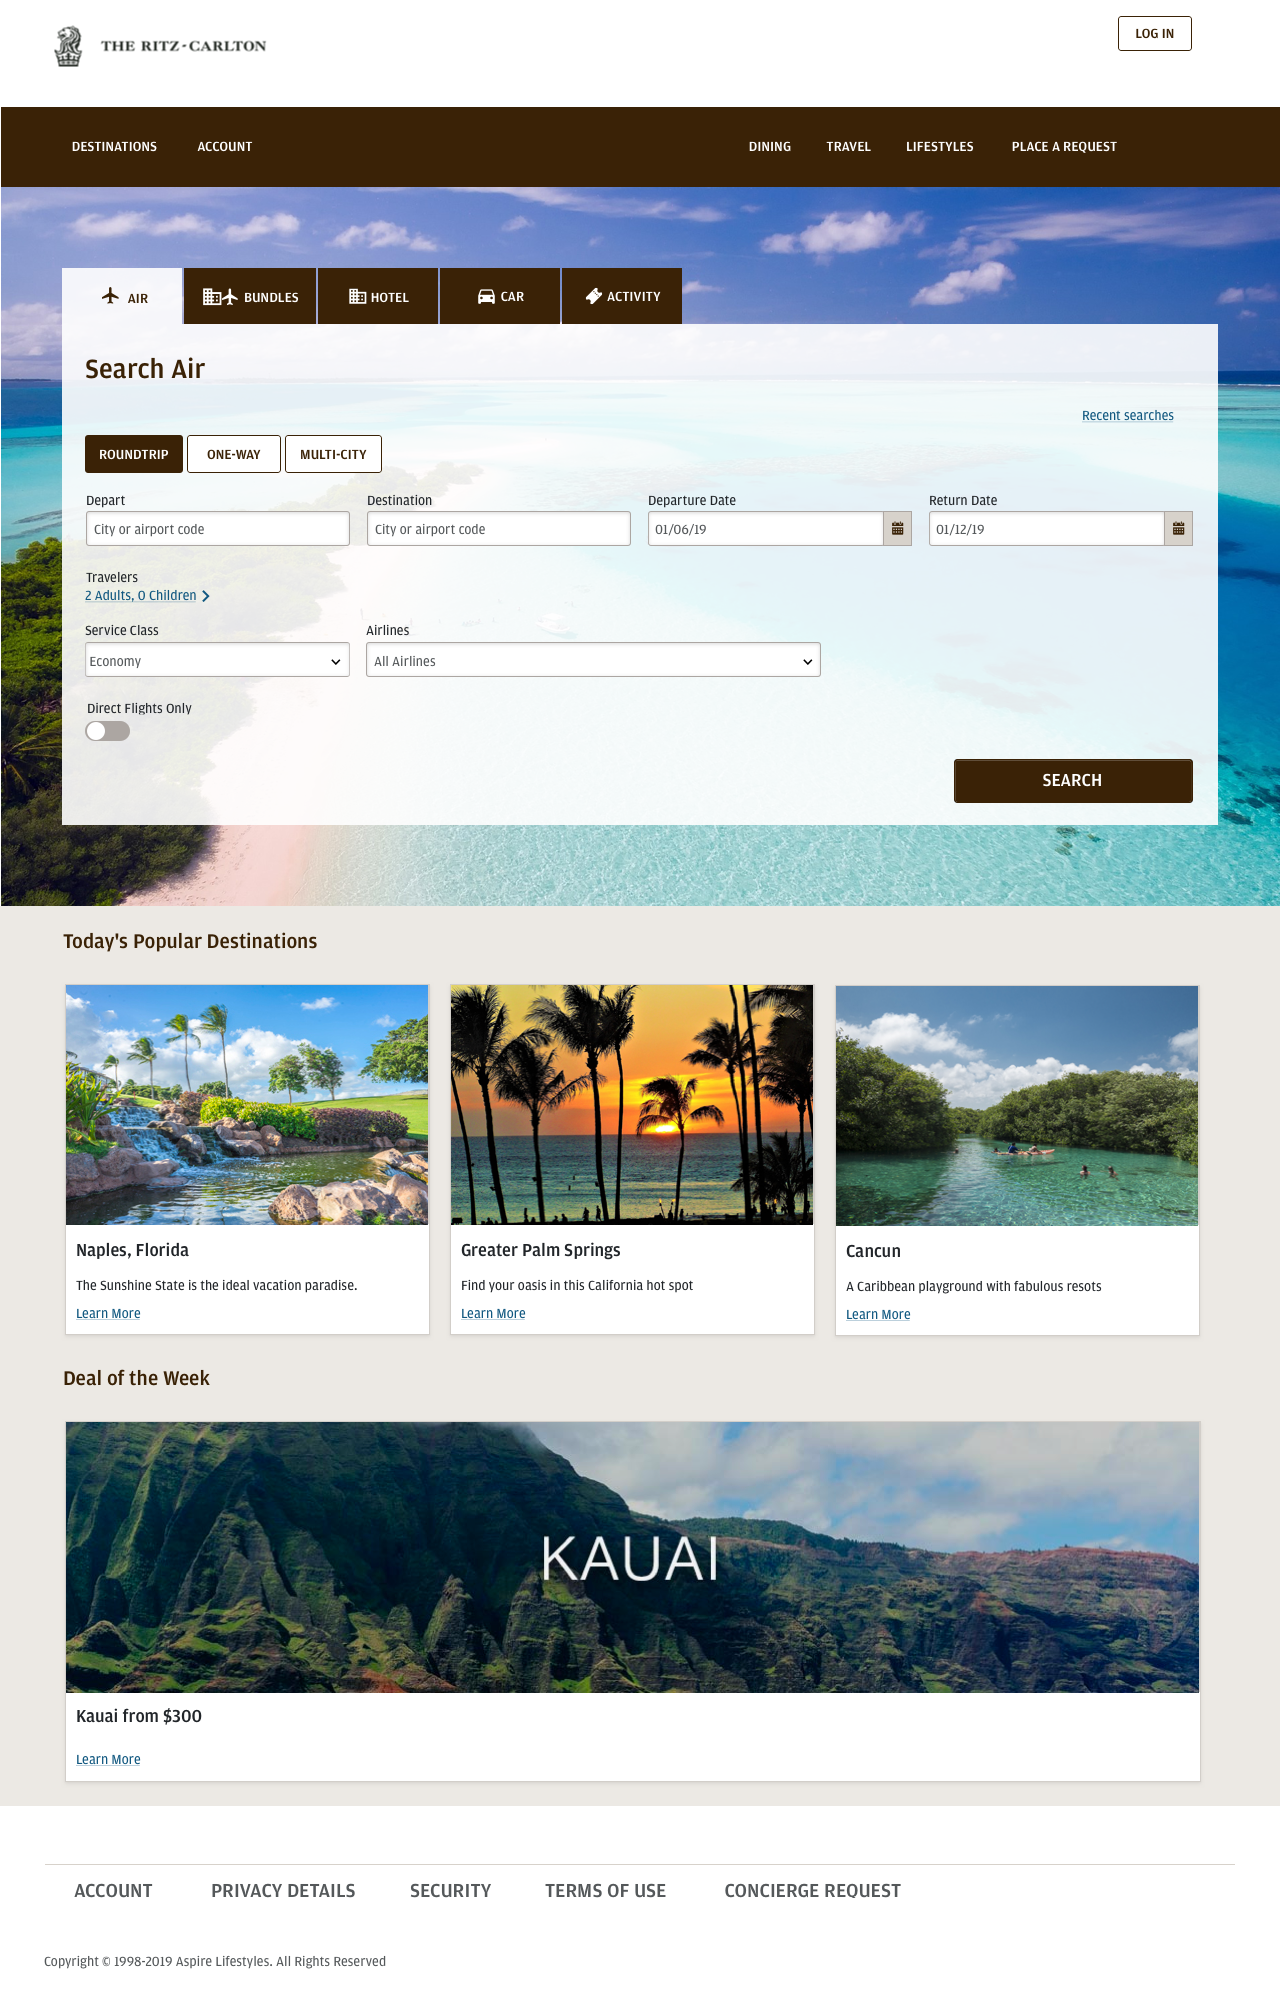 THE RITZ-CARLTON
LOG IN
DESTINATIONS ACCOUNT DINING TRAVEL LIFESTYLES PLACE A REQUEST
AIR BUNDLES HOTEL CAR ACTIVITY
Search Air
Recent searches
ROUNDTRIP ONE-WAY MULTI-CITY
Depart Destination Departure Date Return Date
City or airport code City or airport code 01/06/19 01/12/19
Travelers
2 Adults, 0 Children
Service Class Airlines
Economy All Airlines
Direct Flights Only
SEARCH
Today's Popular Destinations
Naples, Florida
The Sunshine State is the ideal vacation paradise.
Learn More
Greater Palm Springs
Find your oasis in this California hot spot
Learn More
Cancun
A Caribbean playground with fabulous resots
Learn More
Deal of the Week
KAUAI
Kauai from $300
Learn More
ACCOUNT PRIVACY DETAILS SECURITY TERMS OF USE CONCIERGE REQUEST
Copyright © 1998-2019 Aspire Lifestyles. All Rights Reserved